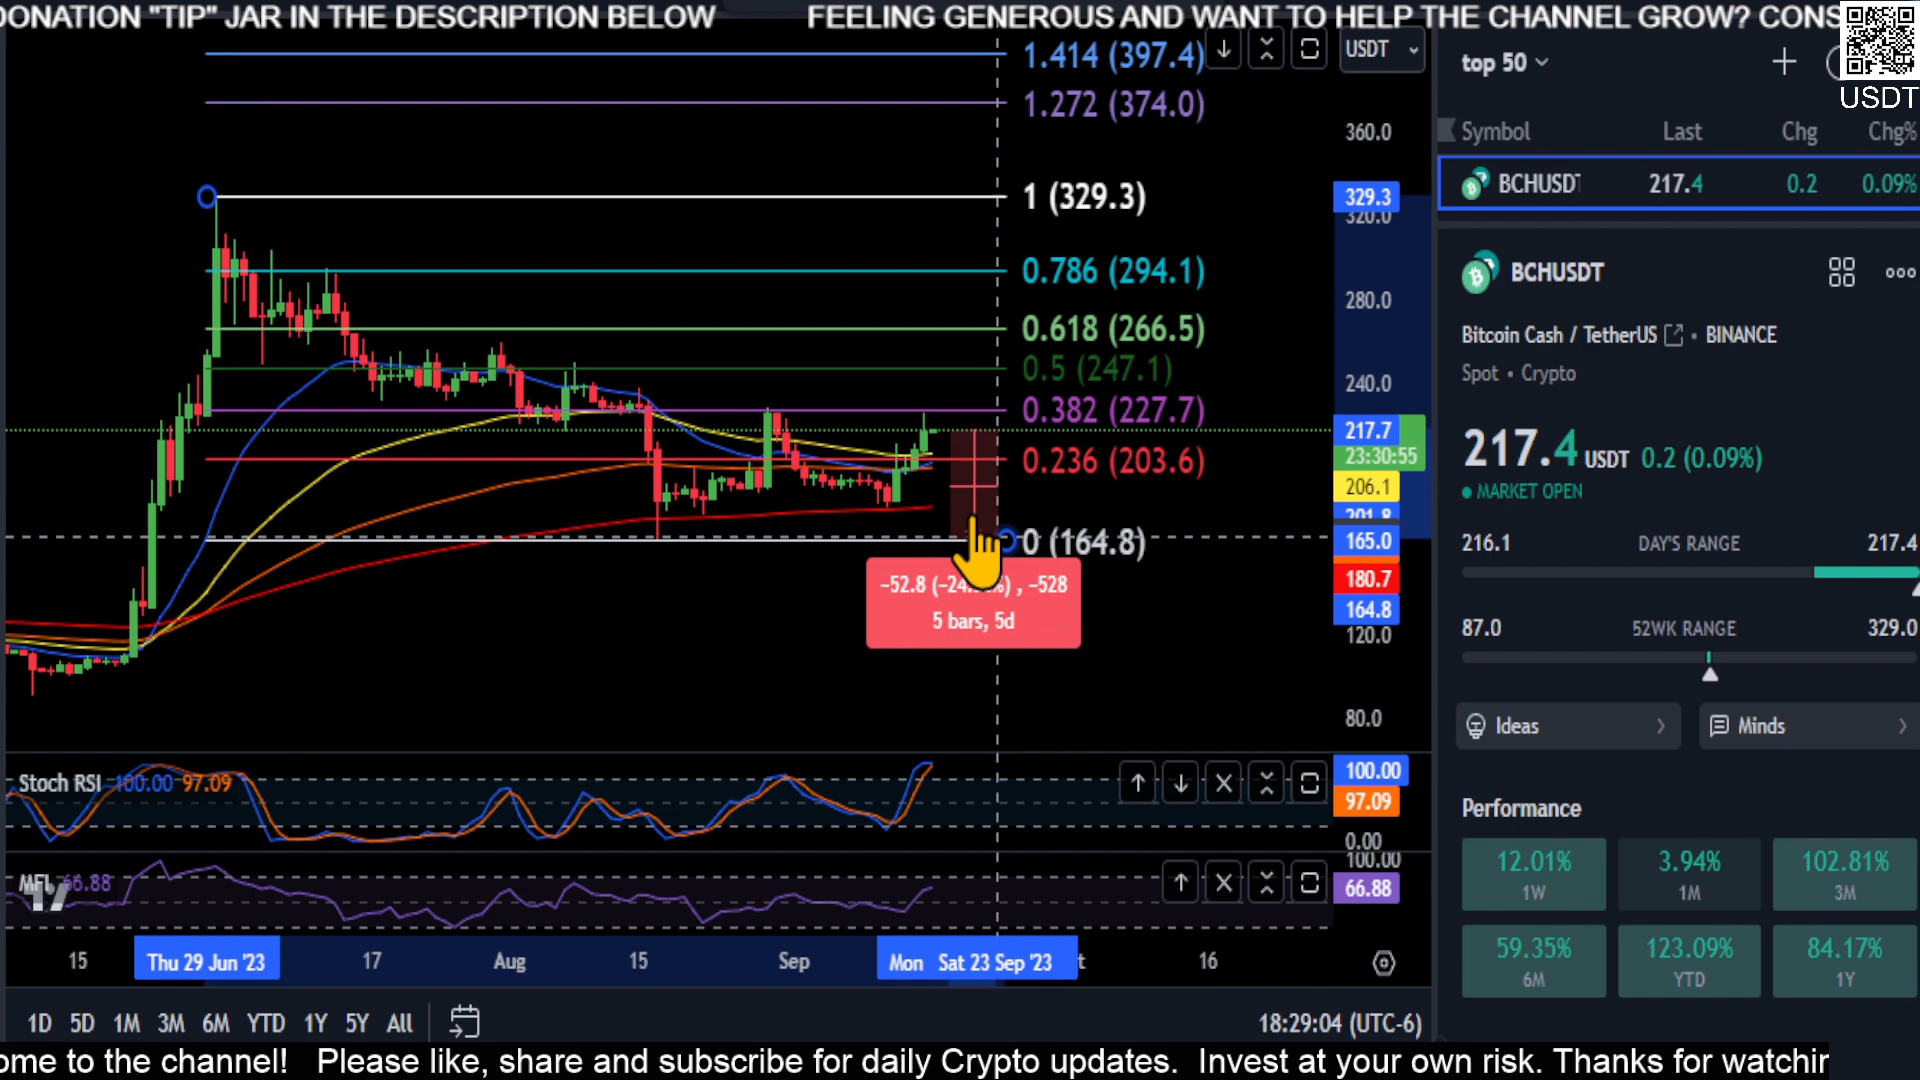 DONATION "TIP" JAR IN THE DESCRIPTION BELOW FEELING GENEROUS AND WANT TO HELP THE CHANNEL GROW? CONS
USDT
1.414 (397.4)
1.272 (374.0)
1 (329.3)
0.786 (294.1)
0.618 (266.5)
0.5 (247.1)
0.382 (227.7)
0.236 (203.6)
0 (164.8)
-52.8 , -528
5 bars, 5d
USDT
360.0
329.3
320.0
280.0
240.0
217.7
23:30:55
206.1
201.8
165.0
180.7
164.8
120.0
80.0
Stoch RSI 100.00 97.09
100.00
97.09
0.00
MFI 66.88
100.00
66.88
15 Thu 29 Jun '23 17 Aug 15 Sep Mon Sat 23 Sep '23 t 16
1D 5D 1M 3M 6M YTD 1Y 5Y All
18:29:04 (UTC-6)
top 50
Symbol Last Chg Chg%
BCHUSDT 217.4 0.2 0.09%
BCHUSDT
Bitcoin Cash / TetherUS • BINANCE
Spot • Crypto
217.4 USDT 0.2 (0.09%)
MARKET OPEN
216.1 DAY'S RANGE 217.4
87.0 52WK RANGE 329.0
Ideas Minds
Performance
12.01% 3.94% 102.81%
1W 1M 3M
59.35% 123.09% 84.17%
6M YTD 1Y
ome to the channel! Please like, share and subscribe for daily Crypto updates. Invest at your own risk. Thanks for watchin